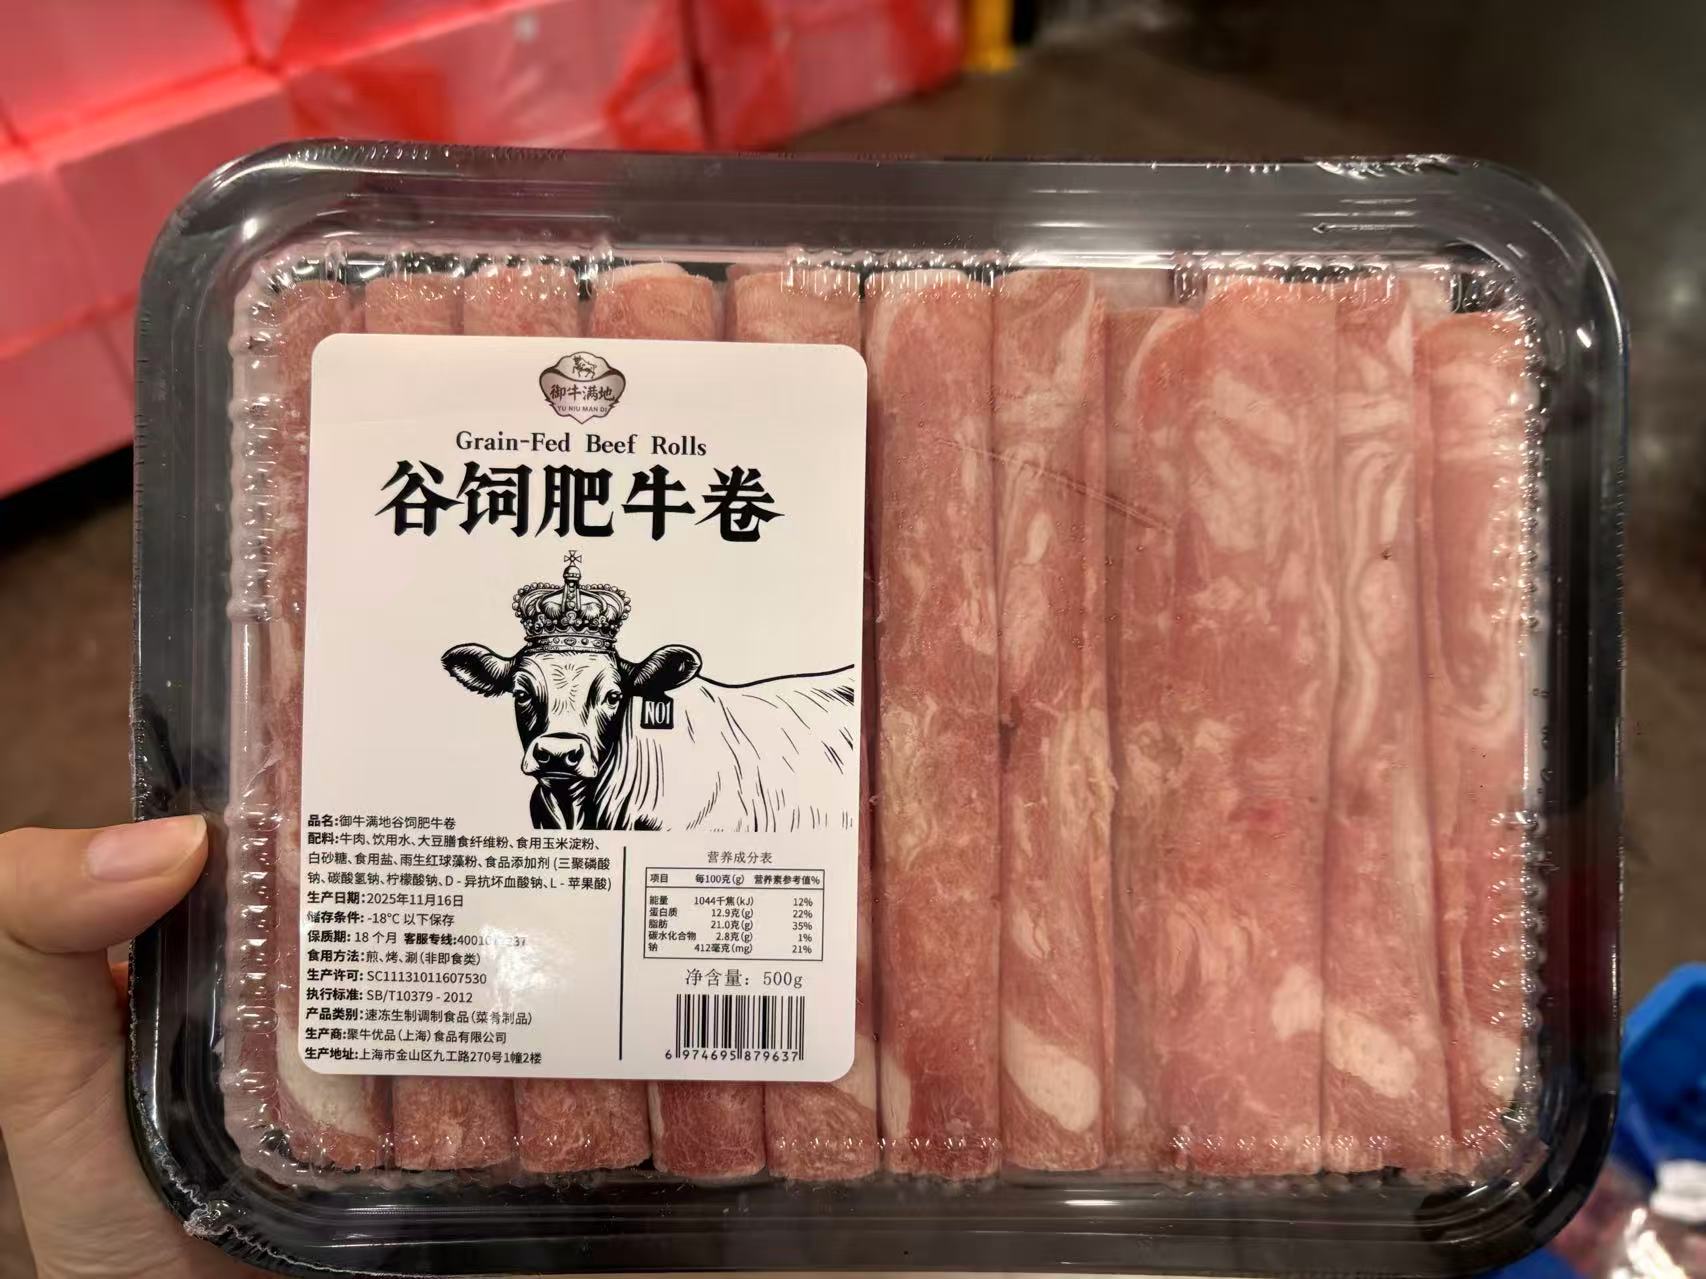 御牛满地
YU NIU MAN DI
Grain-Fed Beef Rolls
谷饲肥牛卷
N01
品名:御牛满地谷饲肥牛卷
配料:牛肉、饮用水、大豆膳食纤维粉、食用玉米淀粉、
白砂糖、食用盐、雨生红球藻粉、食品添加剂(三聚磷酸
钠、碳酸氢钠、柠檬酸钠、D-异抗坏血酸钠、L-苹果酸)
生产日期:2025年11月16日
储存条件: -18℃ 以下保存
保质期: 18个月 客服专线:
食用方法:煎、烤、涮(非即食类)
生产许可: SC11131011607530
执行标准: SB/T10379-2012
产品类别:速冻生制调制食品(菜肴制品)
生产商:聚牛优品(上海)食品有限公司
生产地址:上海市金山区九工路270号1幢2楼
营养成分表
项目 每100克(g) 营养素参考值%
能量 1044千焦(kJ) 12%
蛋白质 12.9克(g) 22%
脂肪 21.0克(g) 35%
碳水化合物 2.8克(g) 1%
钠 412毫克(mg) 21%
净含量: 500g
6 974695 879637